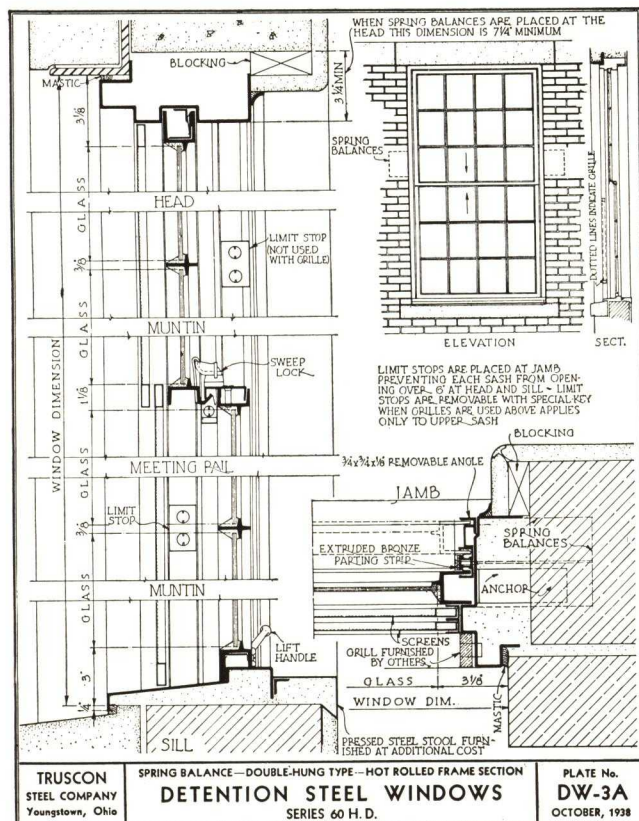 WHEN SPRING BALANCES ARE PLACED AT THE
HEAD THIS DIMENSION IS 7¼" MINIMUM
BLOCKING
MASTIC
3⅛
3¼ MIN.
GLASS
HEAD
LIMIT STOP
(NOT USED
WITH GRILLE)
⅜
GLASS
MUNTIN
SWEEP
LOCK
1⅛
WINDOW DIMENSION
GLASS
MEETING RAIL
LIMIT
STOP
⅜
GLASS
MUNTIN
LIFT
HANDLE
3"
¼"
SILL
PRESSED STEEL STOOL FURN-
ISHED AT ADDITIONAL COST
SPRING
BALANCES
DOTTED LINES INDICATE GRILLE
ELEVATION
SECT.
LIMIT STOPS ARE PLACED AT JAMB
PREVENTING EACH SASH FROM OPEN-
ING OVER 6" AT HEAD AND SILL - LIMIT
STOPS ARE REMOVABLE WITH SPECIAL KEY
WHEN GRILLES ARE USED ABOVE APPLIES
ONLY TO UPPER SASH
BLOCKING
¾x¾x⅛ REMOVABLE ANGLE
JAMB
SPRING
BALANCES
EXTRUDED BRONZE
PARTING STRIP
ANCHOR
SCREENS
GRILL FURNISHED
BY OTHERS
GLASS
3⅛"
WINDOW DIM.
MASTIC
TRUSCON
STEEL COMPANY
Youngstown, Ohio
SPRING BALANCE—DOUBLE-HUNG TYPE—HOT ROLLED FRAME SECTION
DETENTION STEEL WINDOWS
SERIES 60 H. D.
PLATE No.
DW-3A
OCTOBER, 1938